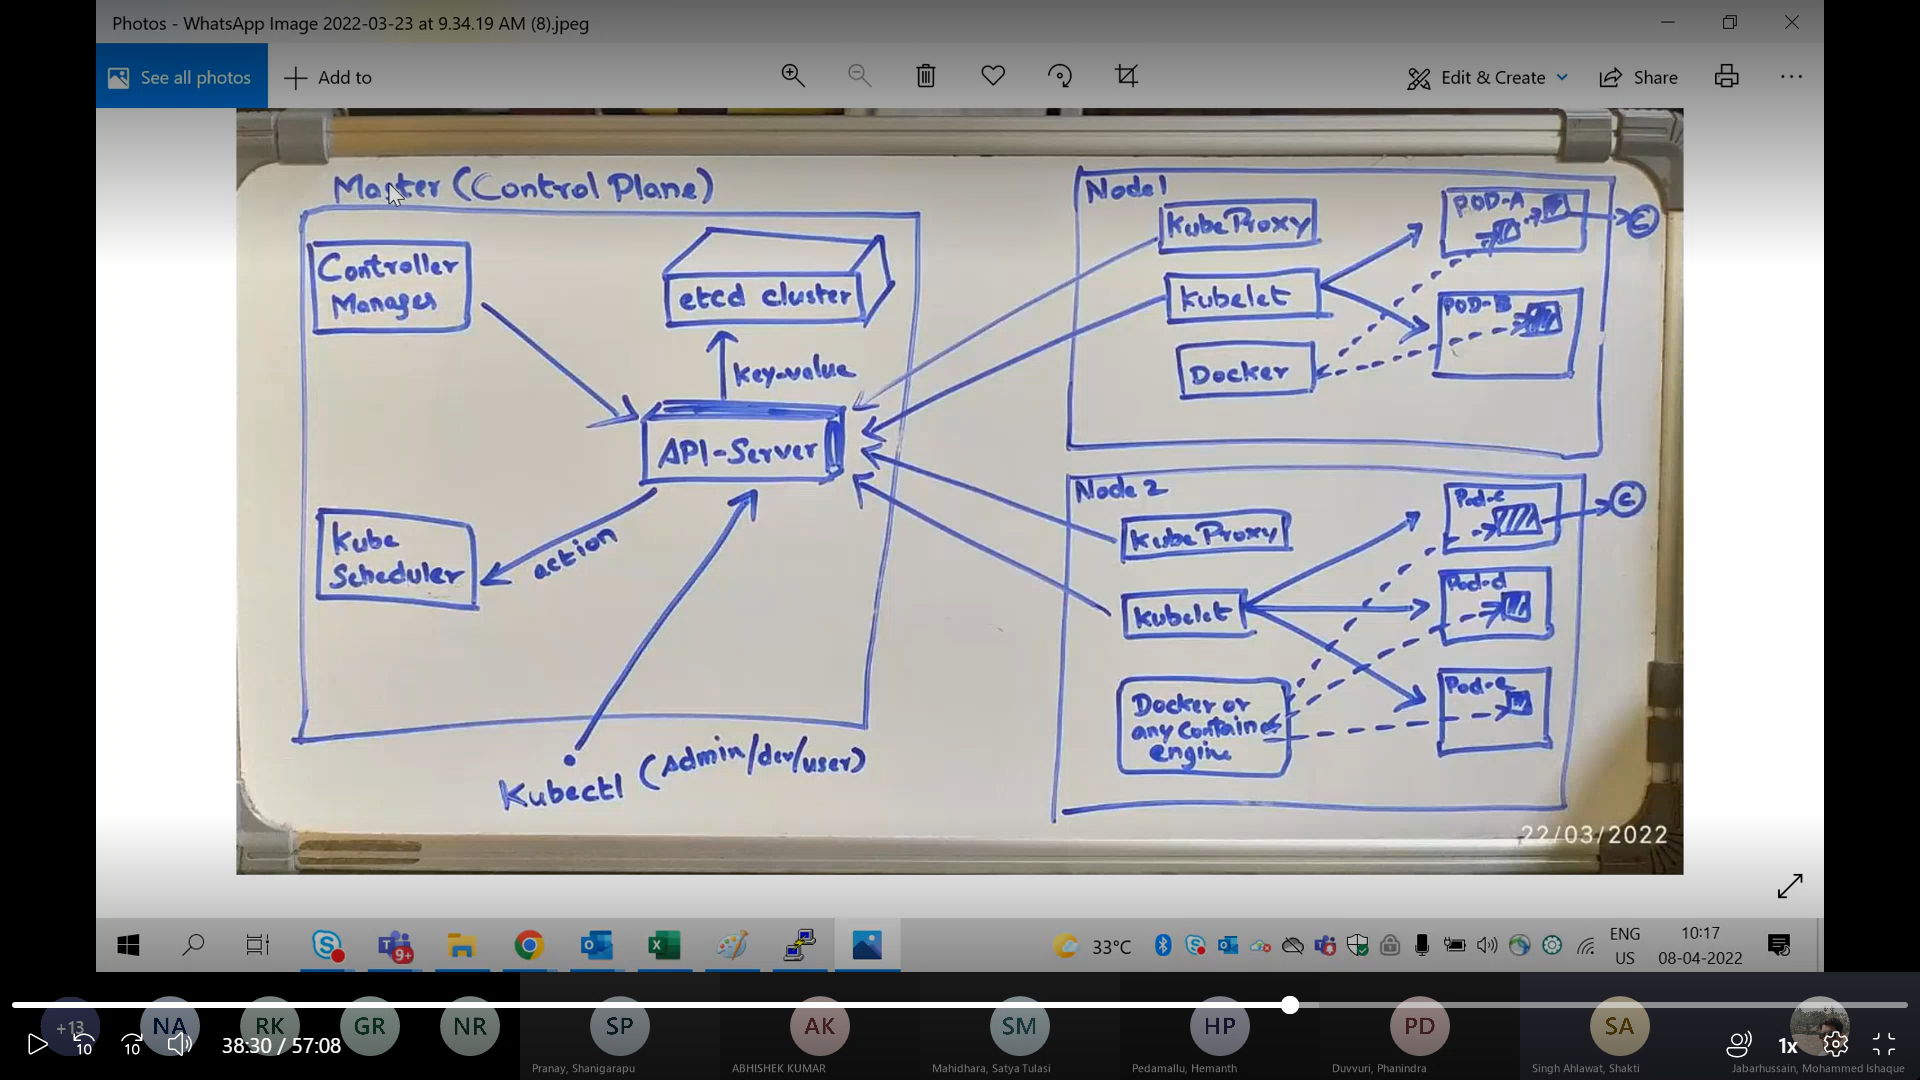 Photos - WhatsApp Image 2022-03-23 at 9.34.19 AM (8).jpeg
See all photos
Add to
Edit & Create
Share
Master (Control Plane)
Controller
Manager
etcd cluster
key-value
API-Server
Kube
Scheduler
action
Kubectl (Admin/dev/user)
Node1
KubeProxy
Kubelet
Docker
POD-A
POD-B
C
Node 2
KubeProxy
Kubelet
Docker or
any Container
engine
Pod-c
Pod-d
Pod-e
C
22/03/2022
9+
33°C
ENG
US
10:17
08-04-2022
+13
NA
RK
GR
NR
SP
AK
SM
HP
PD
SA
10
10
38:30 / 57:08
1x
Pranay, Shanigarapu
ABHISHEK KUMAR
Mahidhara, Satya Tulasi
Pedamallu, Hemanth
Duvvuri, Phanindra
Singh Ahlawat, Shakti
Jabarhussain, Mohammed Ishaque